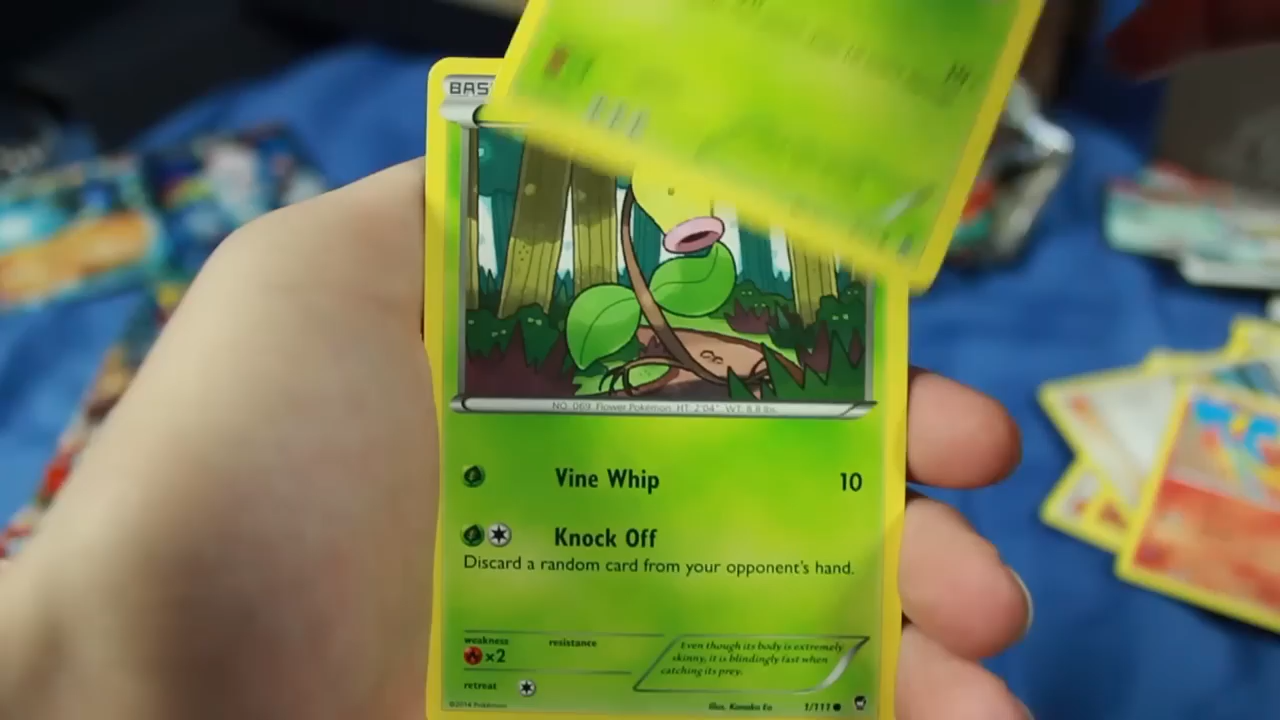 BAS
NO. 069 Flower Pokémon HT: 2'04" WT: 8.8 lbs.
Vine Whip 10
Knock Off
Discard a random card from your opponent's hand.
weakness resistance
×2
Even though its body is extremely
skinny, it is blindingly fast when
catching its prey.
retreat
©2014 Pokémon
Illus. Kanako Eo
1/111